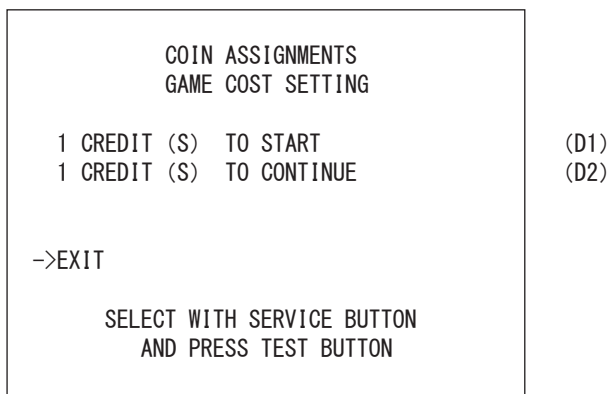 COIN ASSIGNMENTS
GAME COST SETTING
1 CREDIT (S) TO START (D1)
1 CREDIT (S) TO CONTINUE (D2)
->EXIT
SELECT WITH SERVICE BUTTON
AND PRESS TEST BUTTON